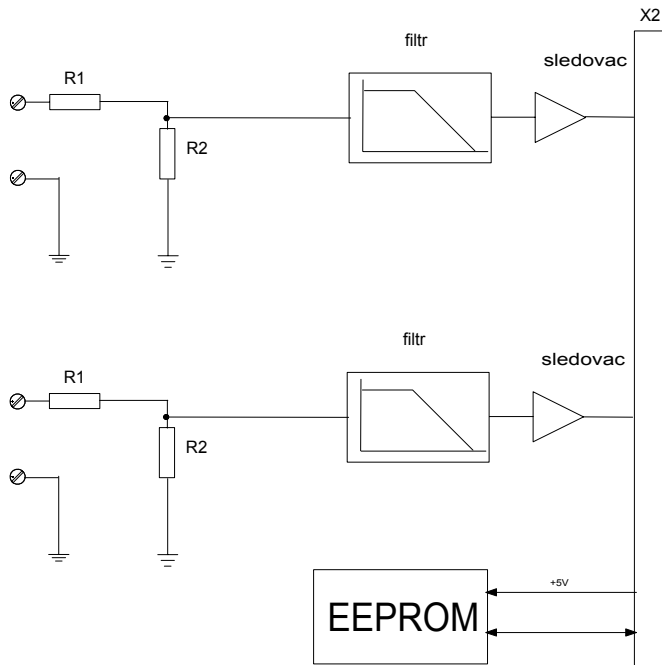 X2
filtr
sledovac
R1
R2
filtr
sledovac
R1
R2
+5V
EEPROM